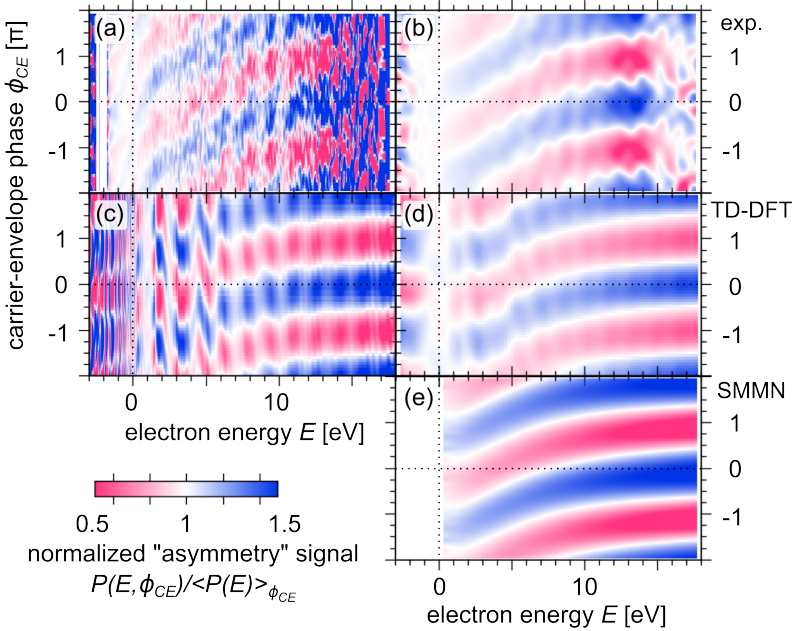 (a)
(b)
exp.
carrier-envelope phase ϕCE [π]
1
0
-1
1
0
-1
(c)
(d)
TD-DFT
1
0
-1
1
0
-1
0
10
electron energy E [eV]
(e)
SMMN
1
0
-1
0.5
1
1.5
normalized "asymmetry" signal
P(E,ϕCE)/<P(E)>ϕCE
0
10
electron energy E [eV]